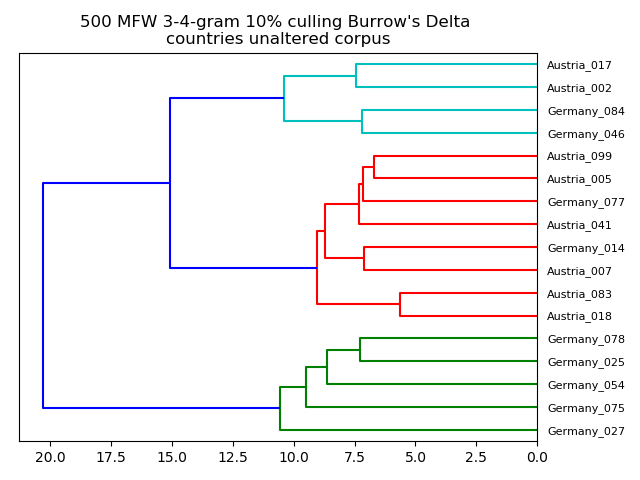 500 MFW 3-4-gram 10% culling Burrow's Delta
countries unaltered corpus
Austria_017
Austria_002
Germany_084
Germany_046
Austria_099
Austria_005
Germany_077
Austria_041
Germany_014
Austria_007
Austria_083
Austria_018
Germany_078
Germany_025
Germany_054
Germany_075
Germany_027
20.0 17.5 15.0 12.5 10.0 7.5 5.0 2.5 0.0